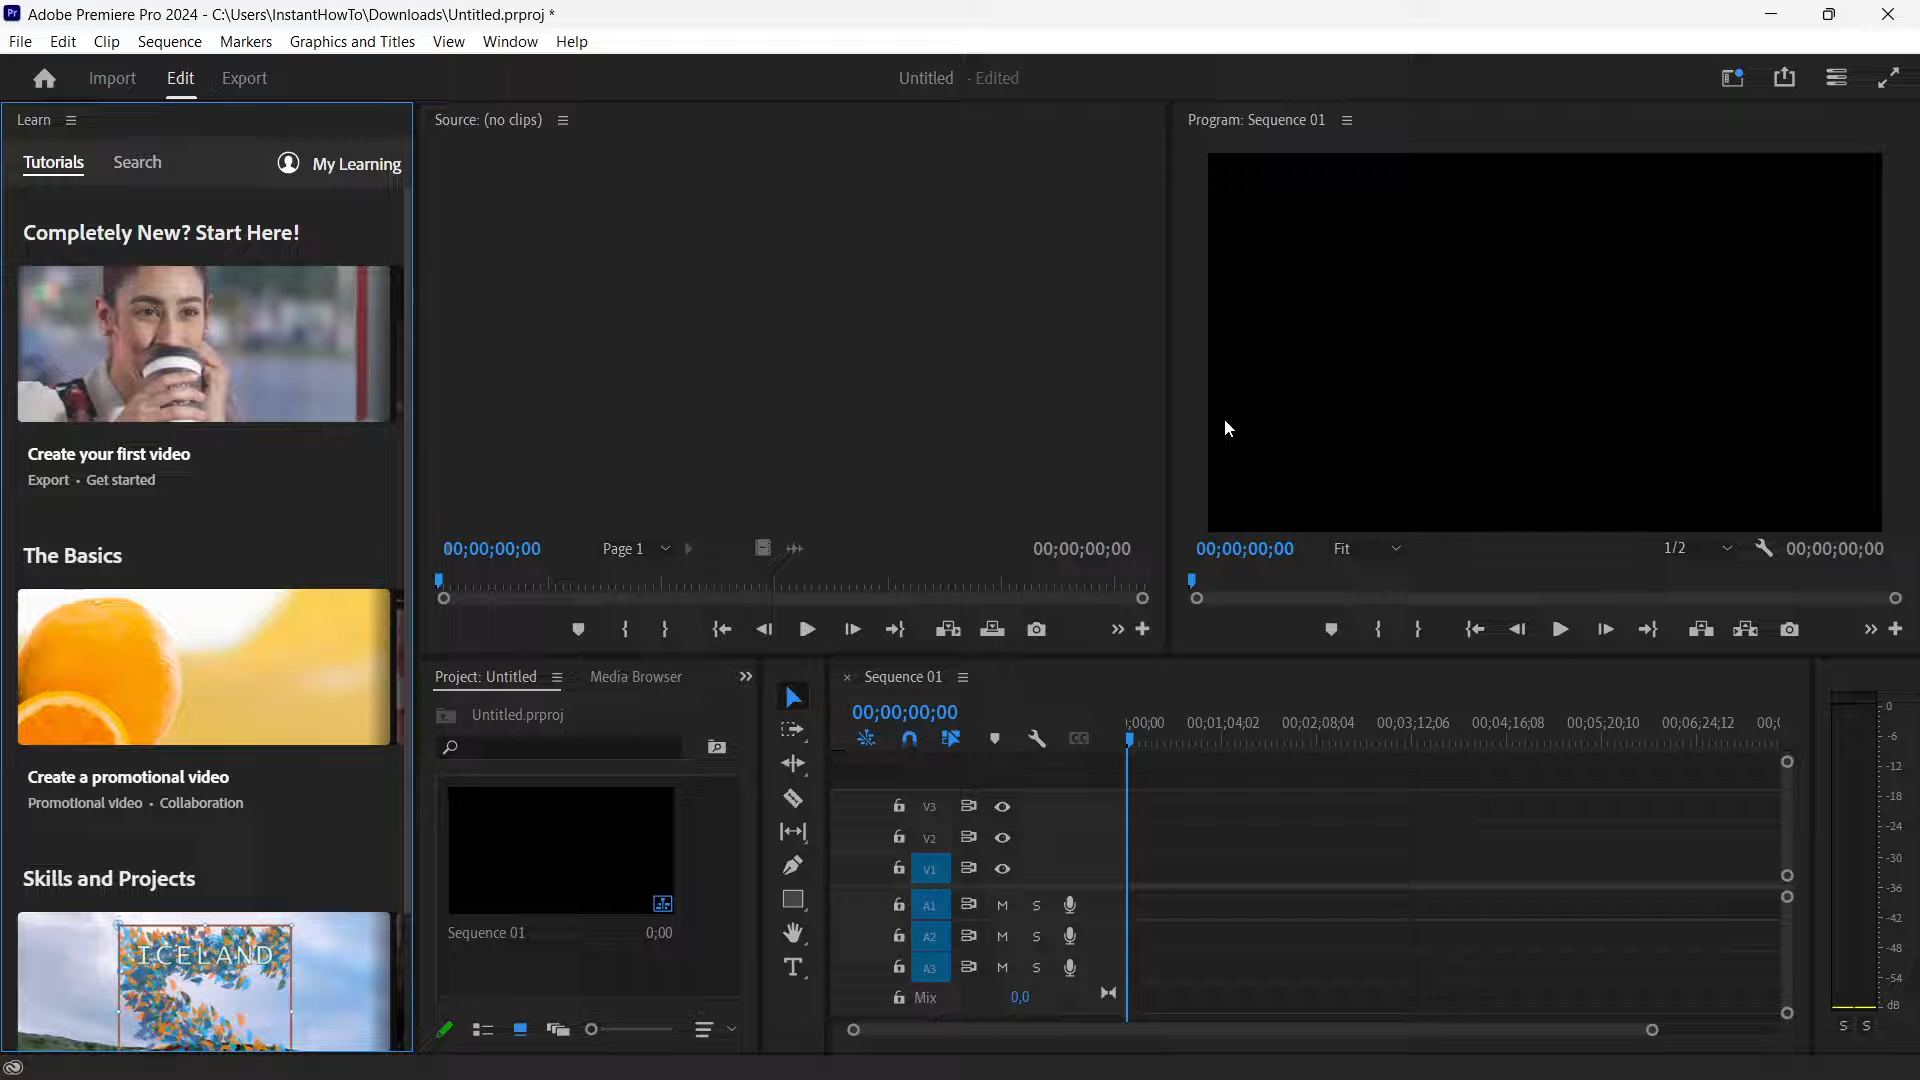 Pr Adobe Premiere Pro 2024 - C:\Users\InstantHowTo\Downloads\Untitled.prproj *
File Edit Clip Sequence Markers Graphics and Titles View Window Help
Import Edit Export Untitled - Edited
Learn
Tutorials Search My Learning
Completely New? Start Here!
Create your first video
Export • Get started
The Basics
Create a promotional video
Promotional video • Collaboration
Skills and Projects
ICELAND
Source: (no clips)
00;00;00;00 Page 1 00;00;00;00
Program: Sequence 01
00;00;00;00 Fit 1/2 00;00;00;00
Project: Untitled Media Browser
Untitled.prproj
Sequence 01 0;00
× Sequence 01
00;00;00;00
;00;00 00;01;04;02 00;02;08;04 00;03;12;06 00;04;16;08 00;05;20;10 00;06;24;12 00;
V3
V2
V1
A1 M S
A2 M S
A3 M S
Mix 0,0
0
-6
-12
-18
-24
-30
-36
-42
-48
-54
dB
S S